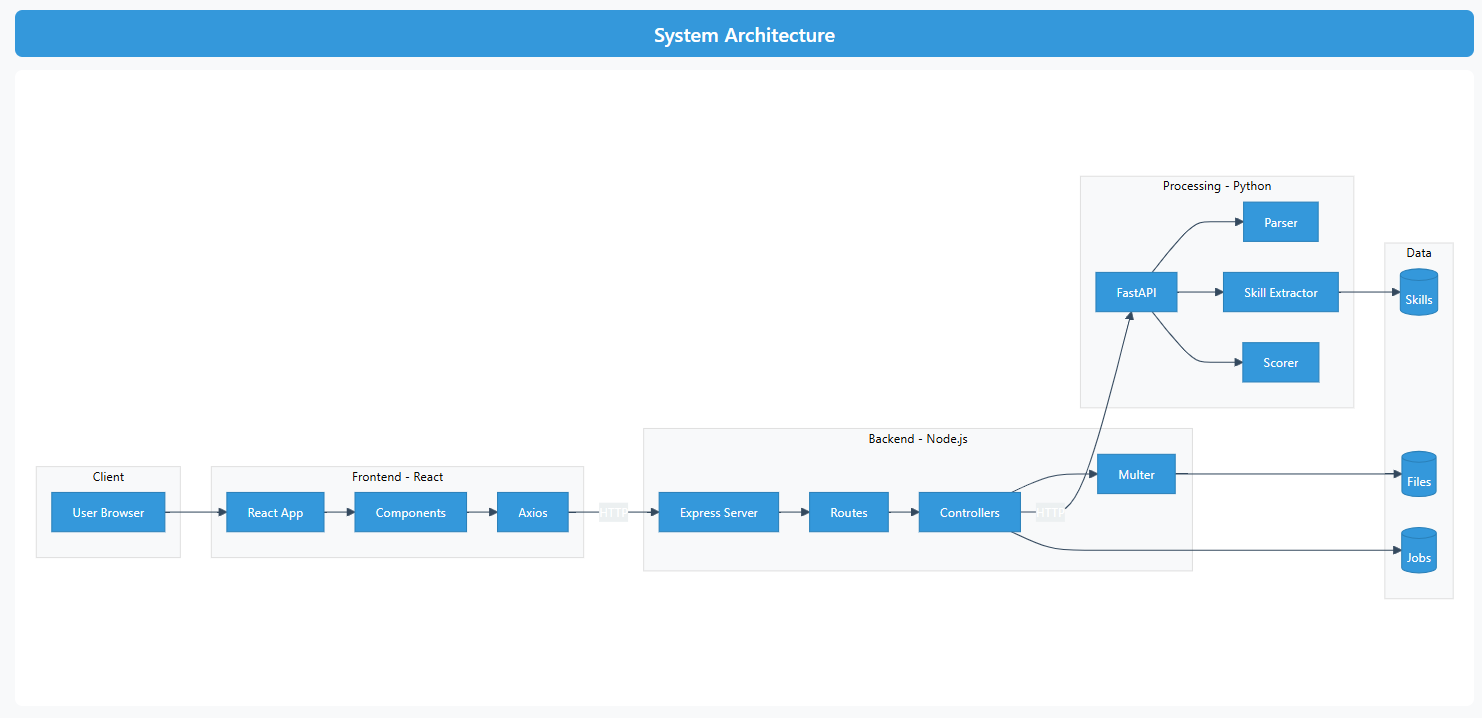 System Architecture
Processing - Python
Parser
FastAPI
Skill Extractor
Scorer
Data
Skills
Files
Jobs
Backend - Node.js
Multer
Express Server
Routes
Controllers
HTTP
Client
User Browser
Frontend - React
React App
Components
Axios
HTTP